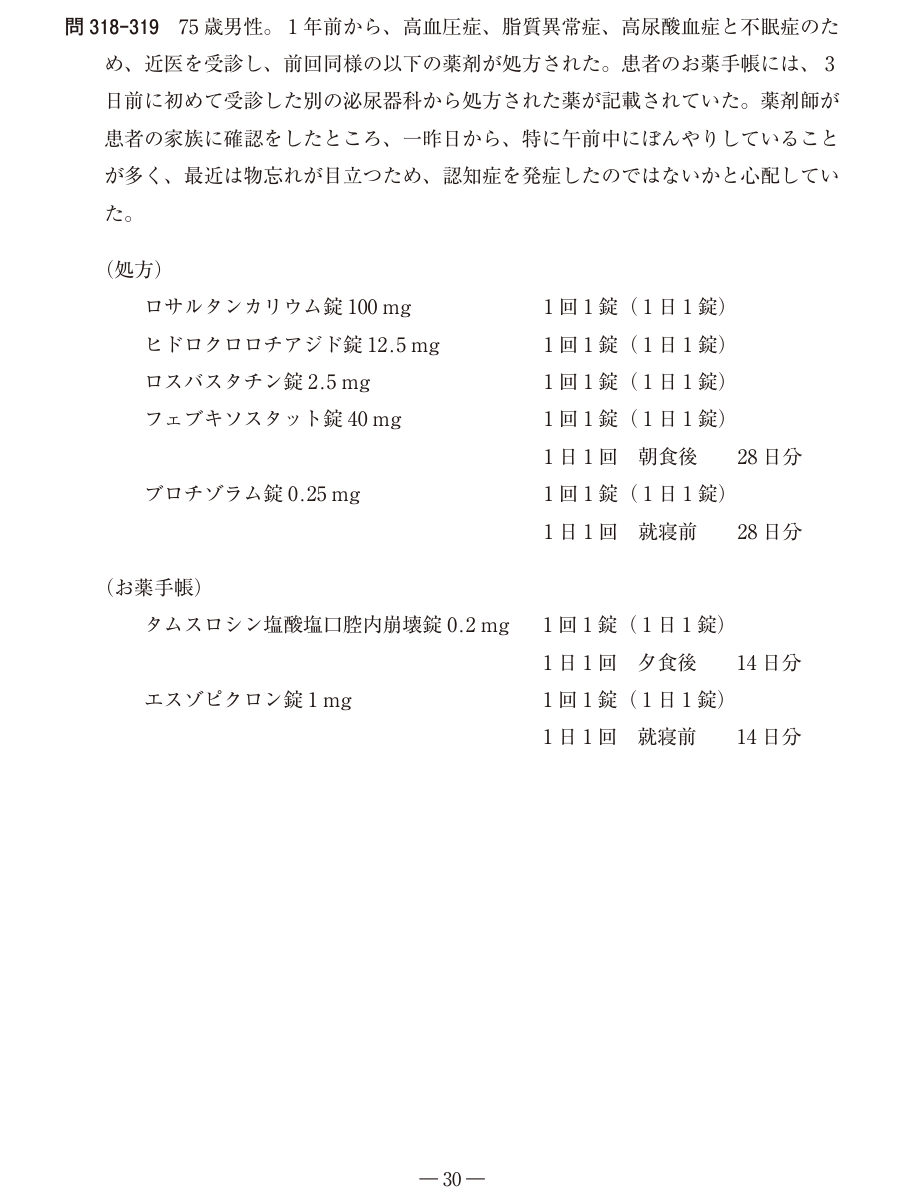 問 318-319　75 歳男性。１年前から、高血圧症、脂質異常症、高尿酸血症と不眠症のた
め、近医を受診し、前回同様の以下の薬剤が処方された。患者のお薬手帳には、３
日前に初めて受診した別の泌尿器科から処方された薬が記載されていた。薬剤師が
患者の家族に確認をしたところ、一昨日から、特に午前中にぼんやりしていること
が多く、最近は物忘れが目立つため、認知症を発症したのではないかと心配してい
た。
（処方）
ロサルタンカリウム錠 100 mg　１回１錠（１日１錠）
ヒドロクロロチアジド錠 12.5 mg　１回１錠（１日１錠）
ロスバスタチン錠 2.5 mg　１回１錠（１日１錠）
フェブキソスタット錠 40 mg　１回１錠（１日１錠）
１日１回　朝食後　28 日分
ブロチゾラム錠 0.25 mg　１回１錠（１日１錠）
１日１回　就寝前　28 日分
（お薬手帳）
タムスロシン塩酸塩口腔内崩壊錠 0.2 mg　１回１錠（１日１錠）
１日１回　夕食後　14 日分
エスゾピクロン錠 1 mg　１回１錠（１日１錠）
１日１回　就寝前　14 日分
— 30 —